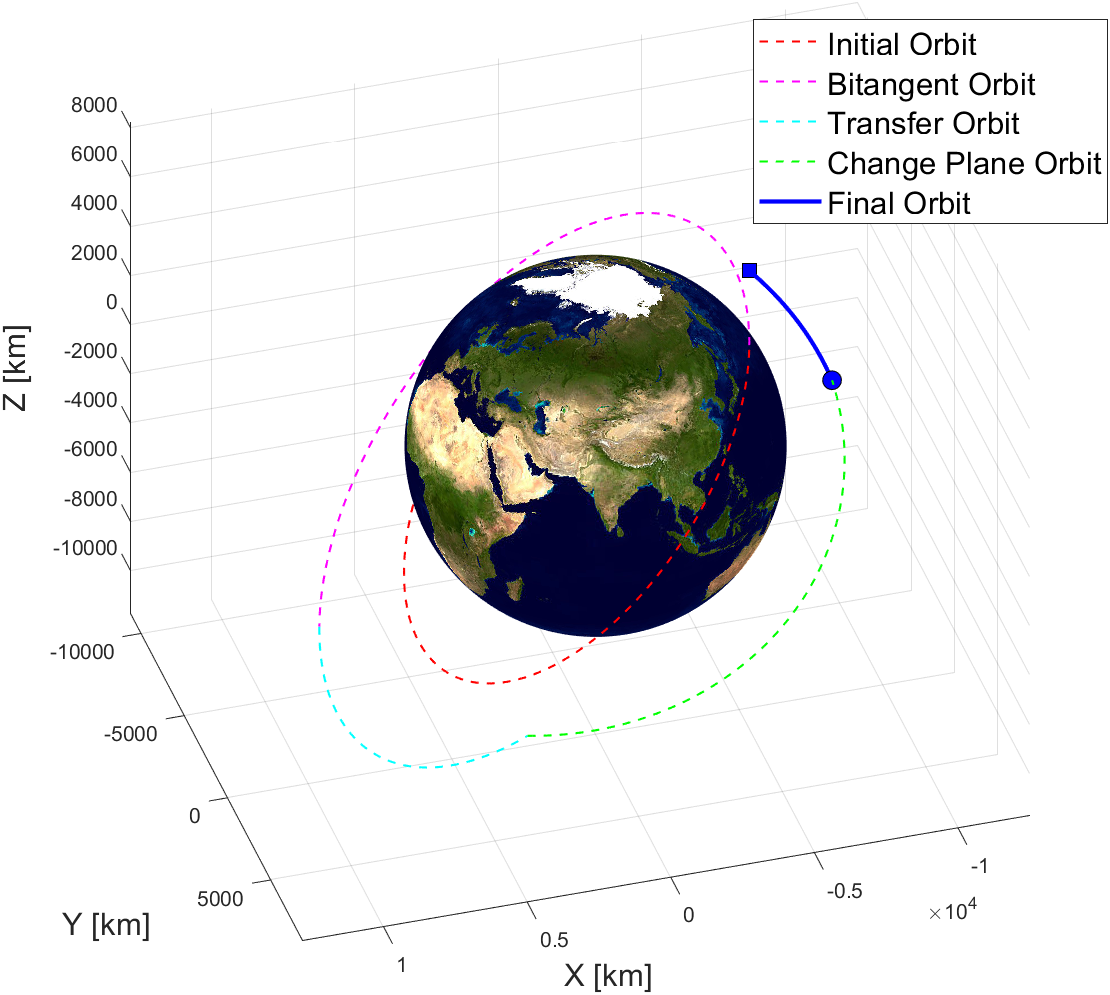 Initial Orbit
Bitangent Orbit
Transfer Orbit
Change Plane Orbit
Final Orbit
8000
6000
4000
2000
0
-2000
-4000
-6000
-8000
-10000
Z [km]
-10000
-5000
0
5000
Y [km]
1
0.5
0
-0.5
-1
×10⁴
X [km]